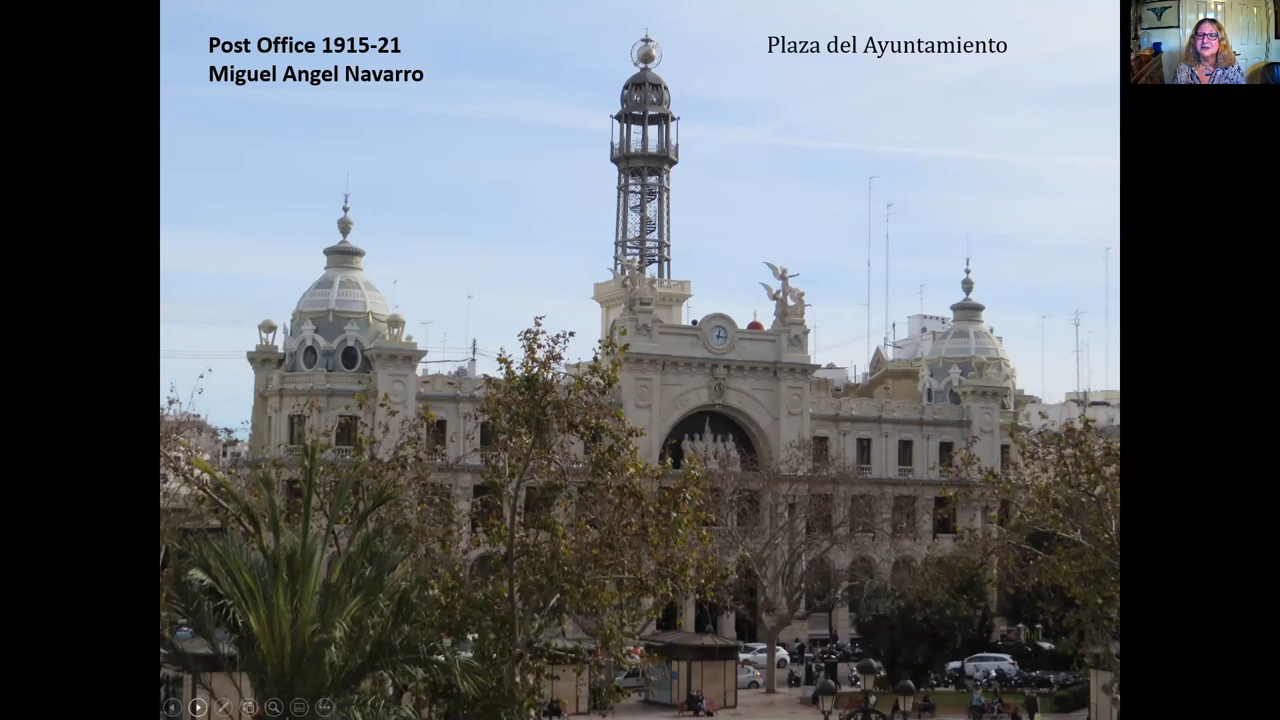 Post Office 1915-21
Miguel Angel Navarro
Plaza del Ayuntamiento